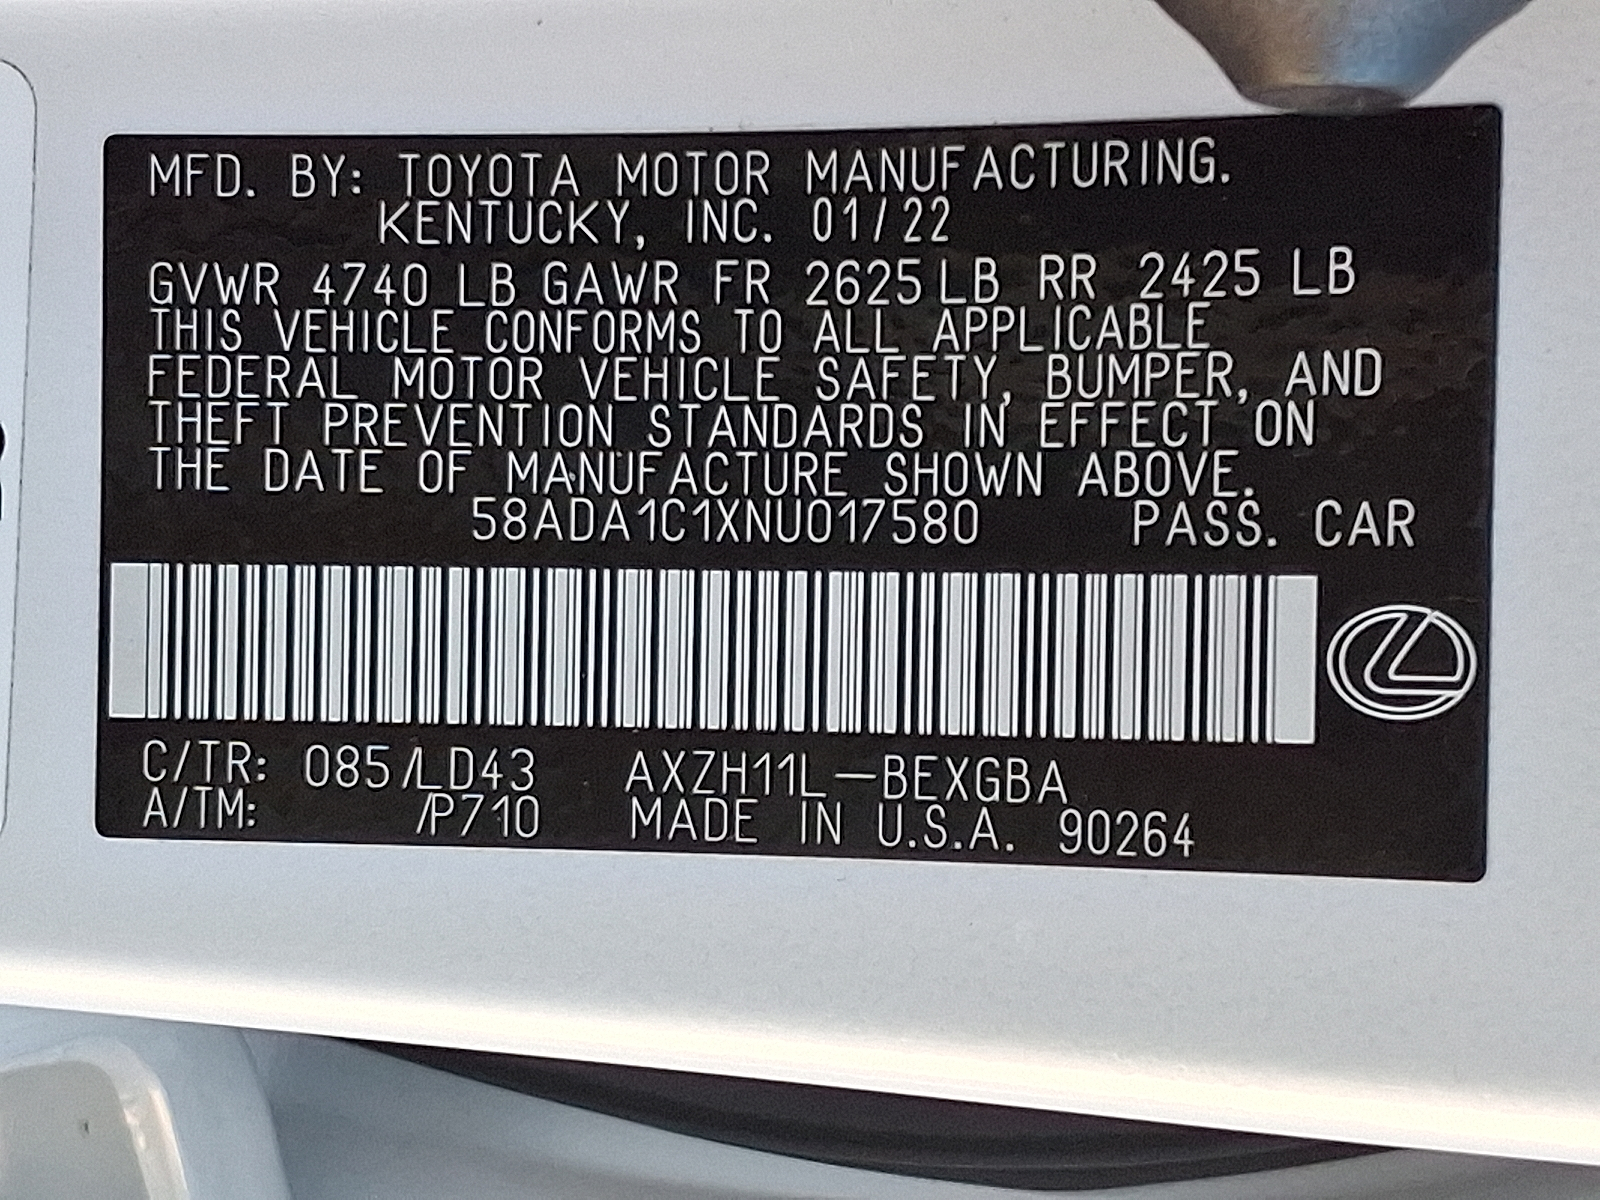 MFD. BY: TOYOTA MOTOR MANUFACTURING.
KENTUCKY, INC. 01/22
GVWR 4740 LB GAWR FR 2625 LB RR 2425 LB
THIS VEHICLE CONFORMS TO ALL APPLICABLE
FEDERAL MOTOR VEHICLE SAFETY, BUMPER, AND
THEFT PREVENTION STANDARDS IN EFFECT ON
THE DATE OF MANUFACTURE SHOWN ABOVE.
58ADA1C1XNU017580 PASS. CAR
C/TR: 085/LD43 AXZH11L-BEXGBA
A/TM: /P710 MADE IN U.S.A. 90264